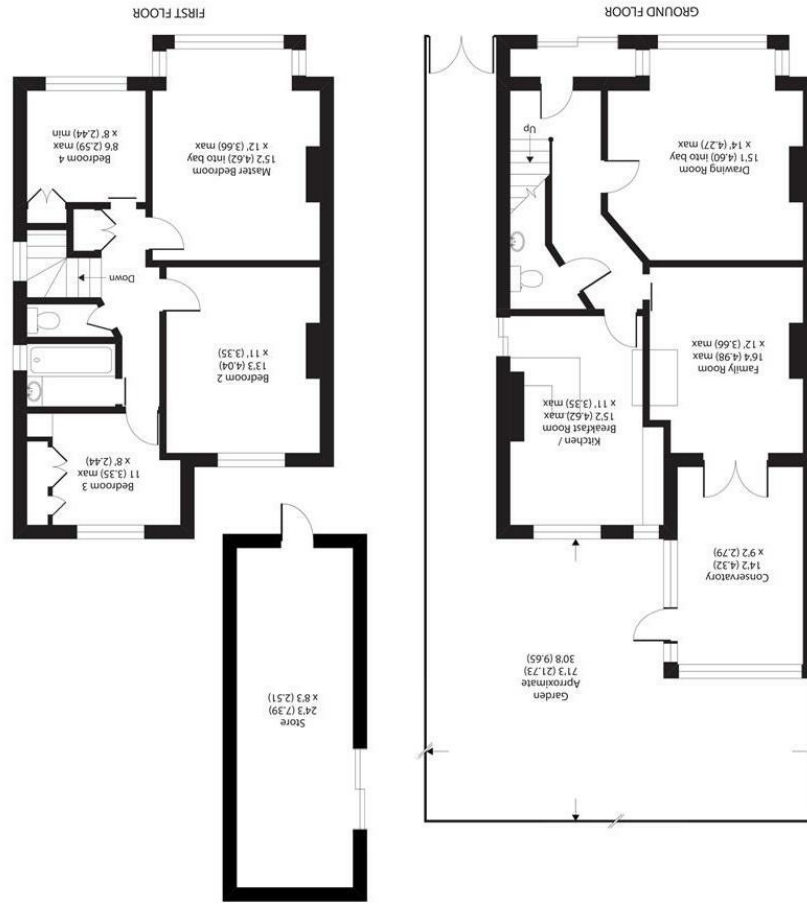 Garden
Aprroximate
71'3 (21.73)
30'8 (9.65)
Conservatory
14'2 (4.32)
x 9'2 (2.79)
Kitchen /
Breakfast Room
15'2 (4.62) max
x 11' (3.35) max
Family Room
16'4 (4.98) max
x 12' (3.66) max
Drawing Room
15'1 (4.60) into bay
x 14' (4.27) max
Up
GROUND FLOOR
Store
24'3 (7.39)
x 8'3 (2.51)
Bedroom 3
11 (3.35) max
x 8' (2.44)
Bedroom 2
13'3 (4.04)
x 11' (3.35)
Down
Master Bedroom
15'2 (4.62) into bay
x 12' (3.66) max
Bedroom 4
8'6 (2.59) max
x 8' (2.44) min
FIRST FLOOR